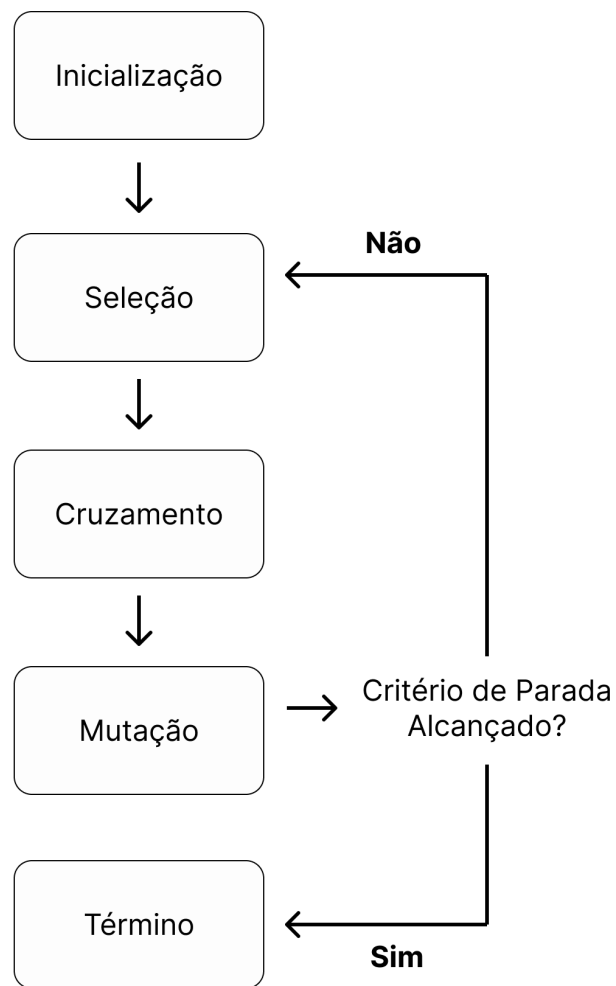 Inicialização
Não
Seleção
Cruzamento
Critério de Parada
Alcançado?
Mutação
Término
Sim